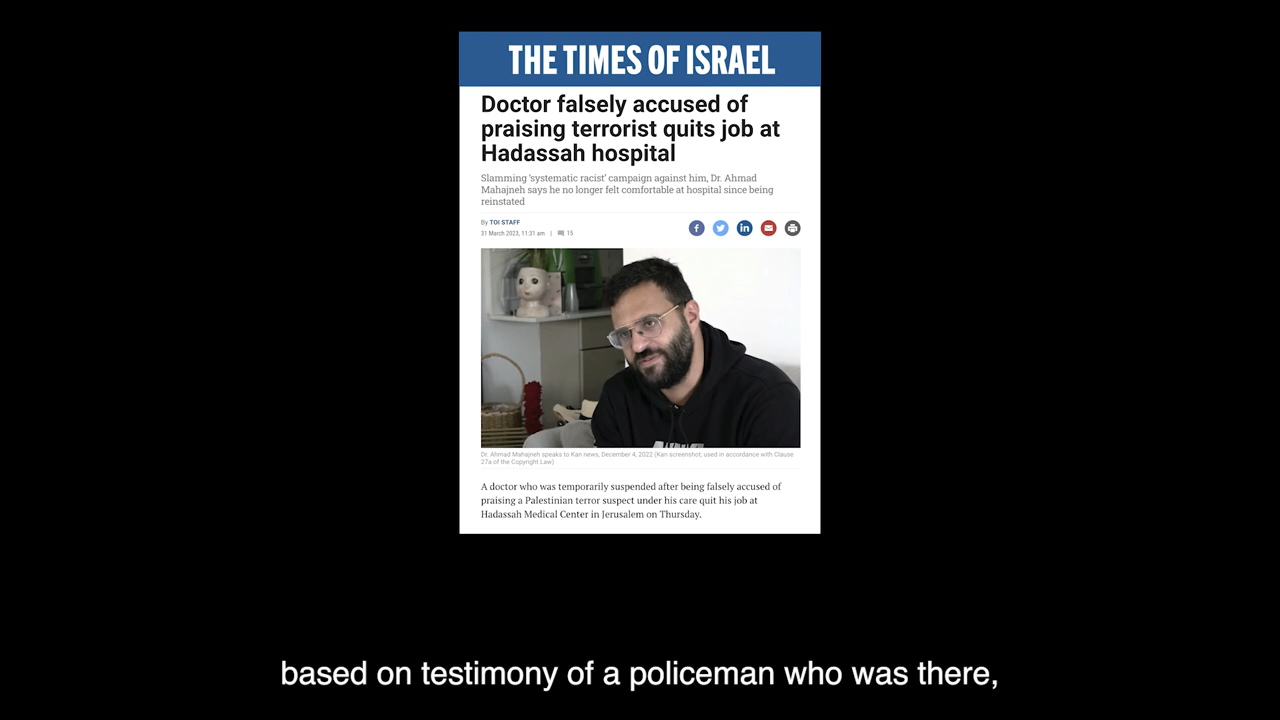 THE TIMES OF ISRAEL
Doctor falsely accused of
praising terrorist quits job at
Hadassah hospital
Slamming 'systematic racist' campaign against him, Dr. Ahmad
Mahajneh says he no longer felt comfortable at hospital since being
reinstated
By TOI STAFF
31 March 2023, 11:31 am | 15
Dr. Ahmad Mahajneh speaks to Kan news, December 4, 2022 (Kan screenshot; used in accordance with Clause
27a of the Copyright Law)
A doctor who was temporarily suspended after being falsely accused of
praising a Palestinian terror suspect under his care quit his job at
Hadassah Medical Center in Jerusalem on Thursday.
based on testimony of a policeman who was there,